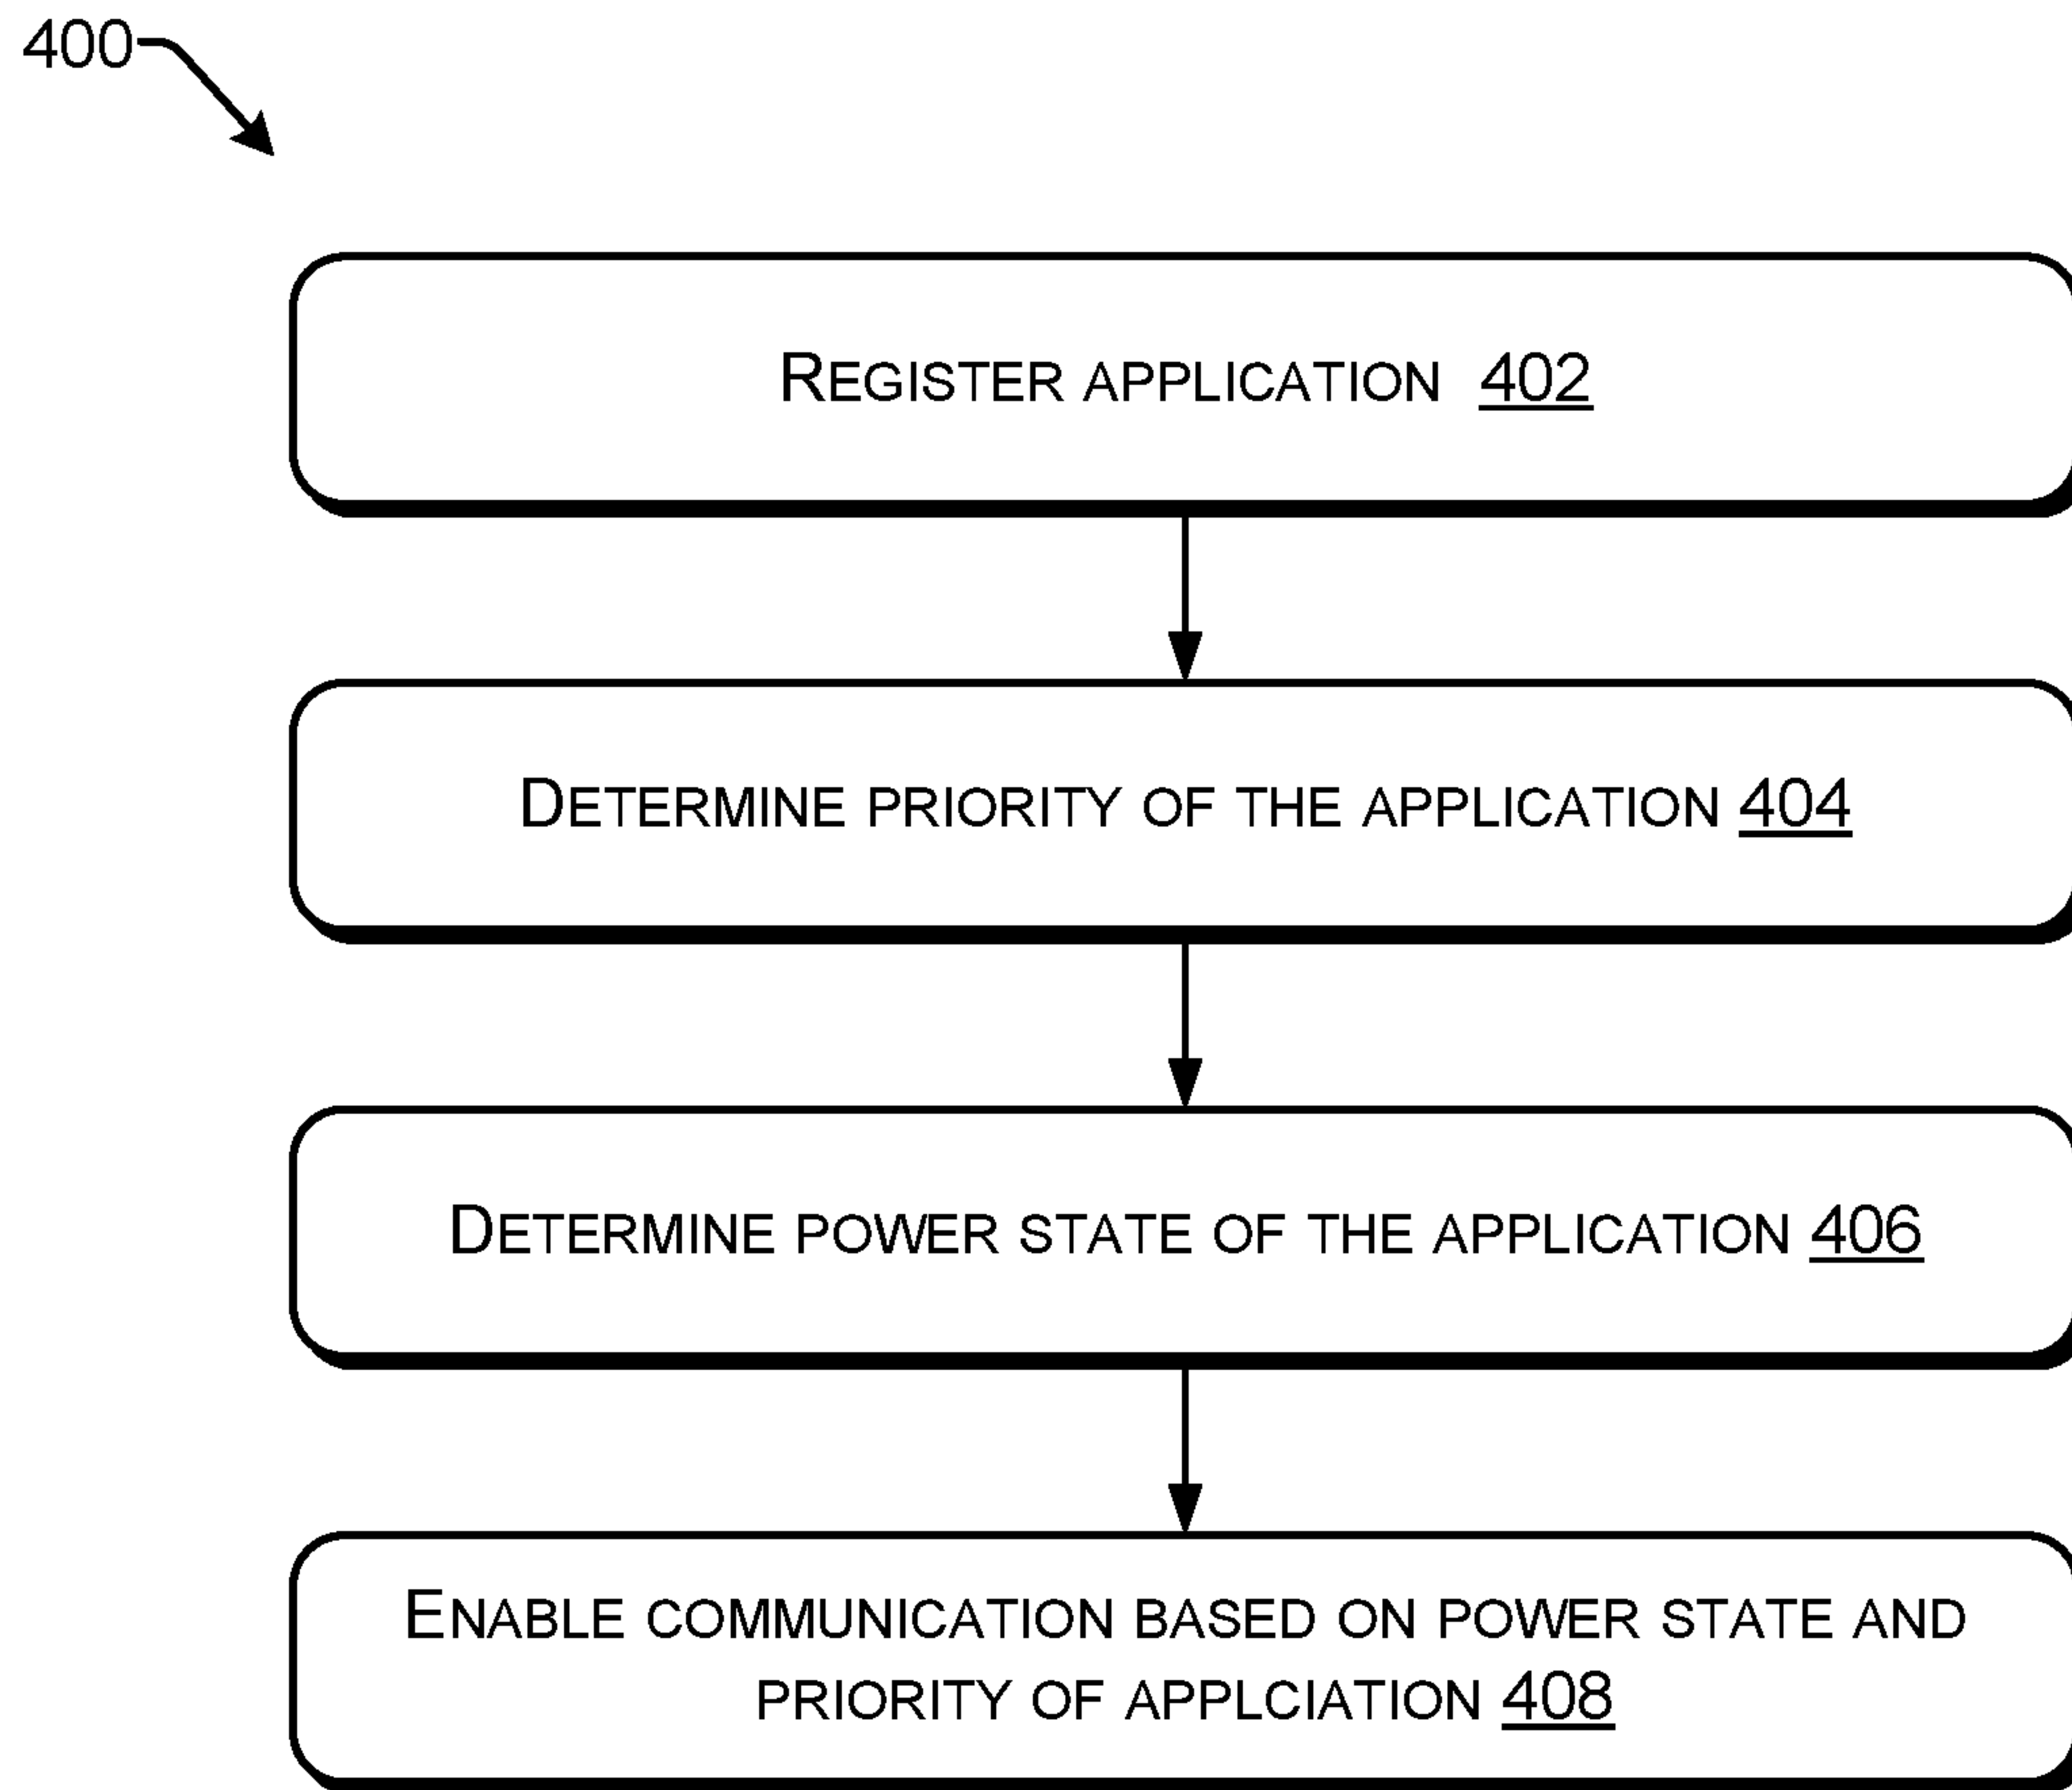 400
REGISTER APPLICATION 402
DETERMINE PRIORITY OF THE APPLICATION 404
DETERMINE POWER STATE OF THE APPLICATION 406
ENABLE COMMUNICATION BASED ON POWER STATE AND
PRIORITY OF APPLCIATION 408